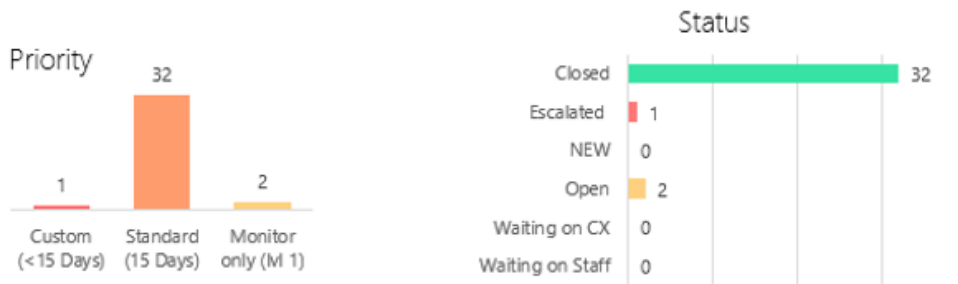 Priority
32
1
2
Custom
(<15 Days)
Standard
(15 Days)
Monitor
only (M 1)
Status
Closed 32
Escalated 1
NEW 0
Open 2
Waiting on CX 0
Waiting on Staff 0